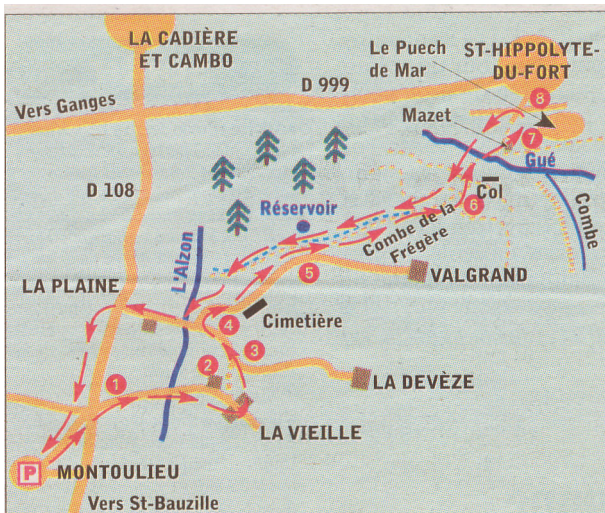 LA CADIÈRE
ET CAMBO
Le Puech
de Mar
ST-HIPPOLYTE-
DU-FORT
Vers Ganges
D 999
Mazet
8
7
Gué
D 108
Réservoir
Col
6
Combe
Combe de la
Frégère
L'Alzon
5
VALGRAND
LA PLAINE
4
Cimetière
3
2
1
LA DEVÈZE
LA VIEILLE
P
MONTOULIEU
Vers St-Bauzille